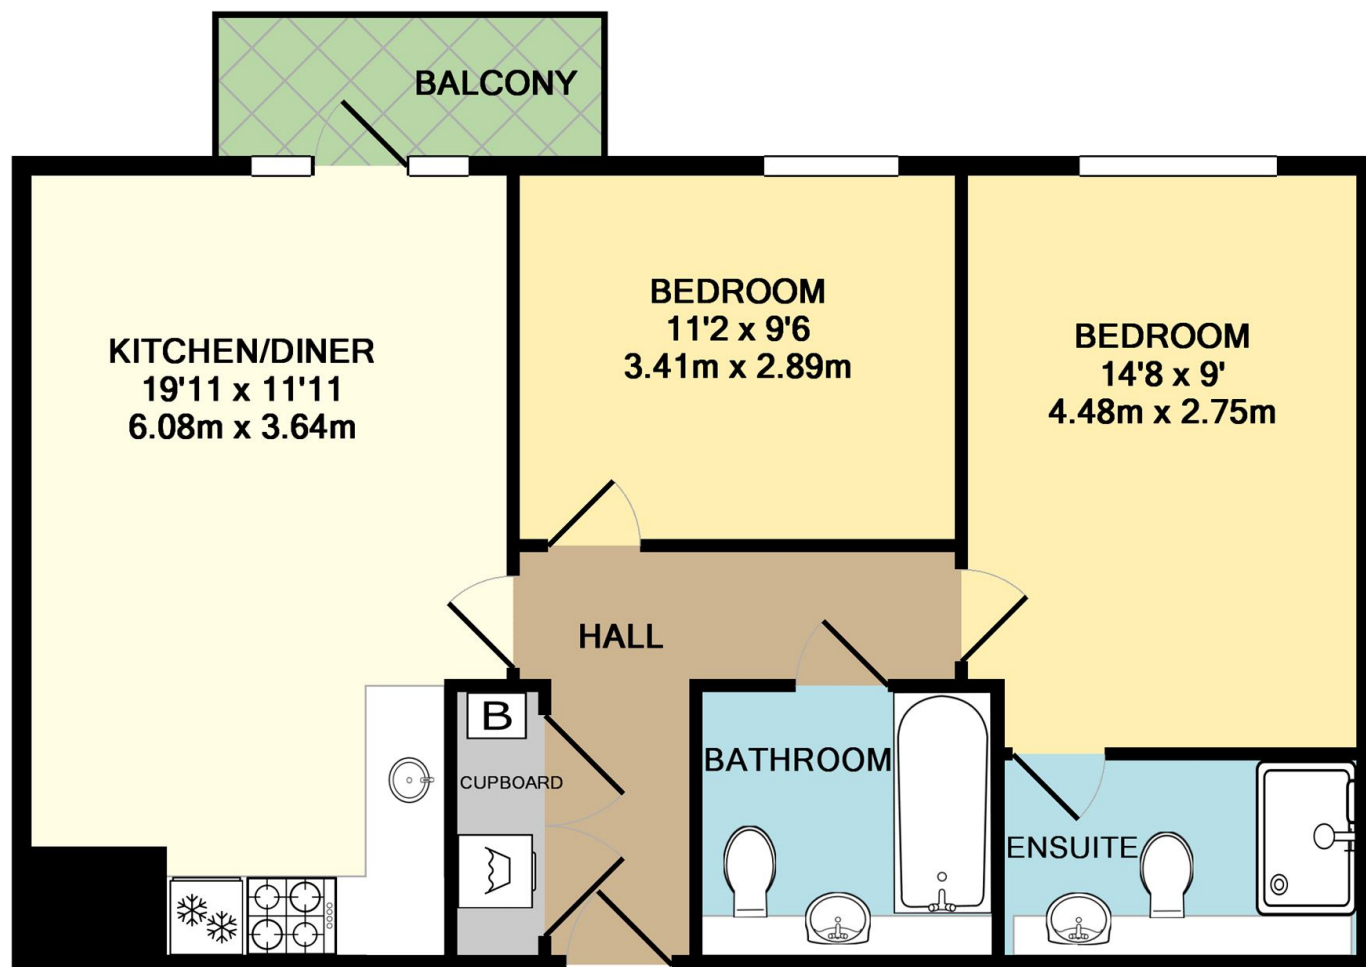 BALCONY
KITCHEN/DINER
19'11 x 11'11
6.08m x 3.64m
BEDROOM
11'2 x 9'6
3.41m x 2.89m
BEDROOM
14'8 x 9'
4.48m x 2.75m
HALL
B
CUPBOARD
BATHROOM
ENSUITE